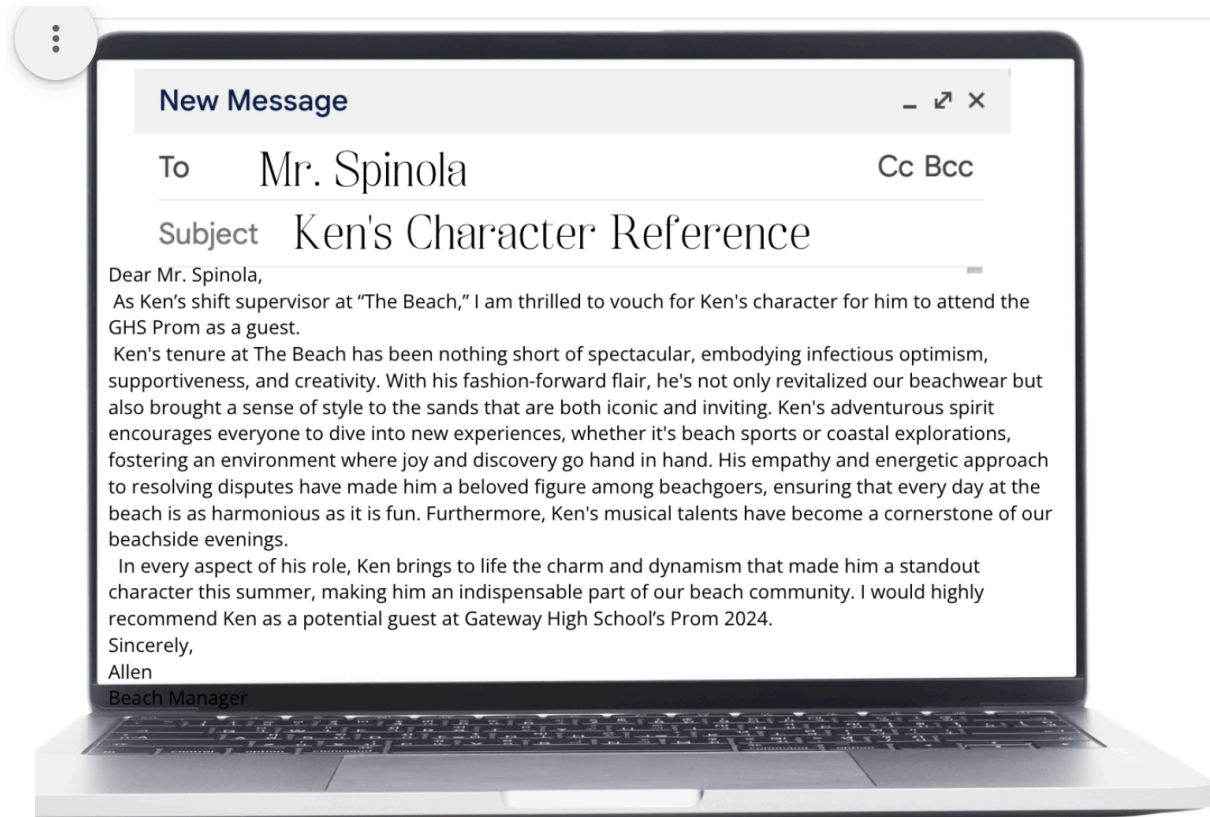 New Message
To Mr. Spinola Cc Bcc
Subject Ken's Character Reference
Dear Mr. Spinola,
As Ken’s shift supervisor at “The Beach,” I am thrilled to vouch for Ken's character for him to attend the
GHS Prom as a guest.
Ken's tenure at The Beach has been nothing short of spectacular, embodying infectious optimism,
supportiveness, and creativity. With his fashion-forward flair, he's not only revitalized our beachwear but
also brought a sense of style to the sands that are both iconic and inviting. Ken's adventurous spirit
encourages everyone to dive into new experiences, whether it's beach sports or coastal explorations,
fostering an environment where joy and discovery go hand in hand. His empathy and energetic approach
to resolving disputes have made him a beloved figure among beachgoers, ensuring that every day at the
beach is as harmonious as it is fun. Furthermore, Ken's musical talents have become a cornerstone of our
beachside evenings.
In every aspect of his role, Ken brings to life the charm and dynamism that made him a standout
character this summer, making him an indispensable part of our beach community. I would highly
recommend Ken as a potential guest at Gateway High School’s Prom 2024.
Sincerely,
Allen
Beach Manager